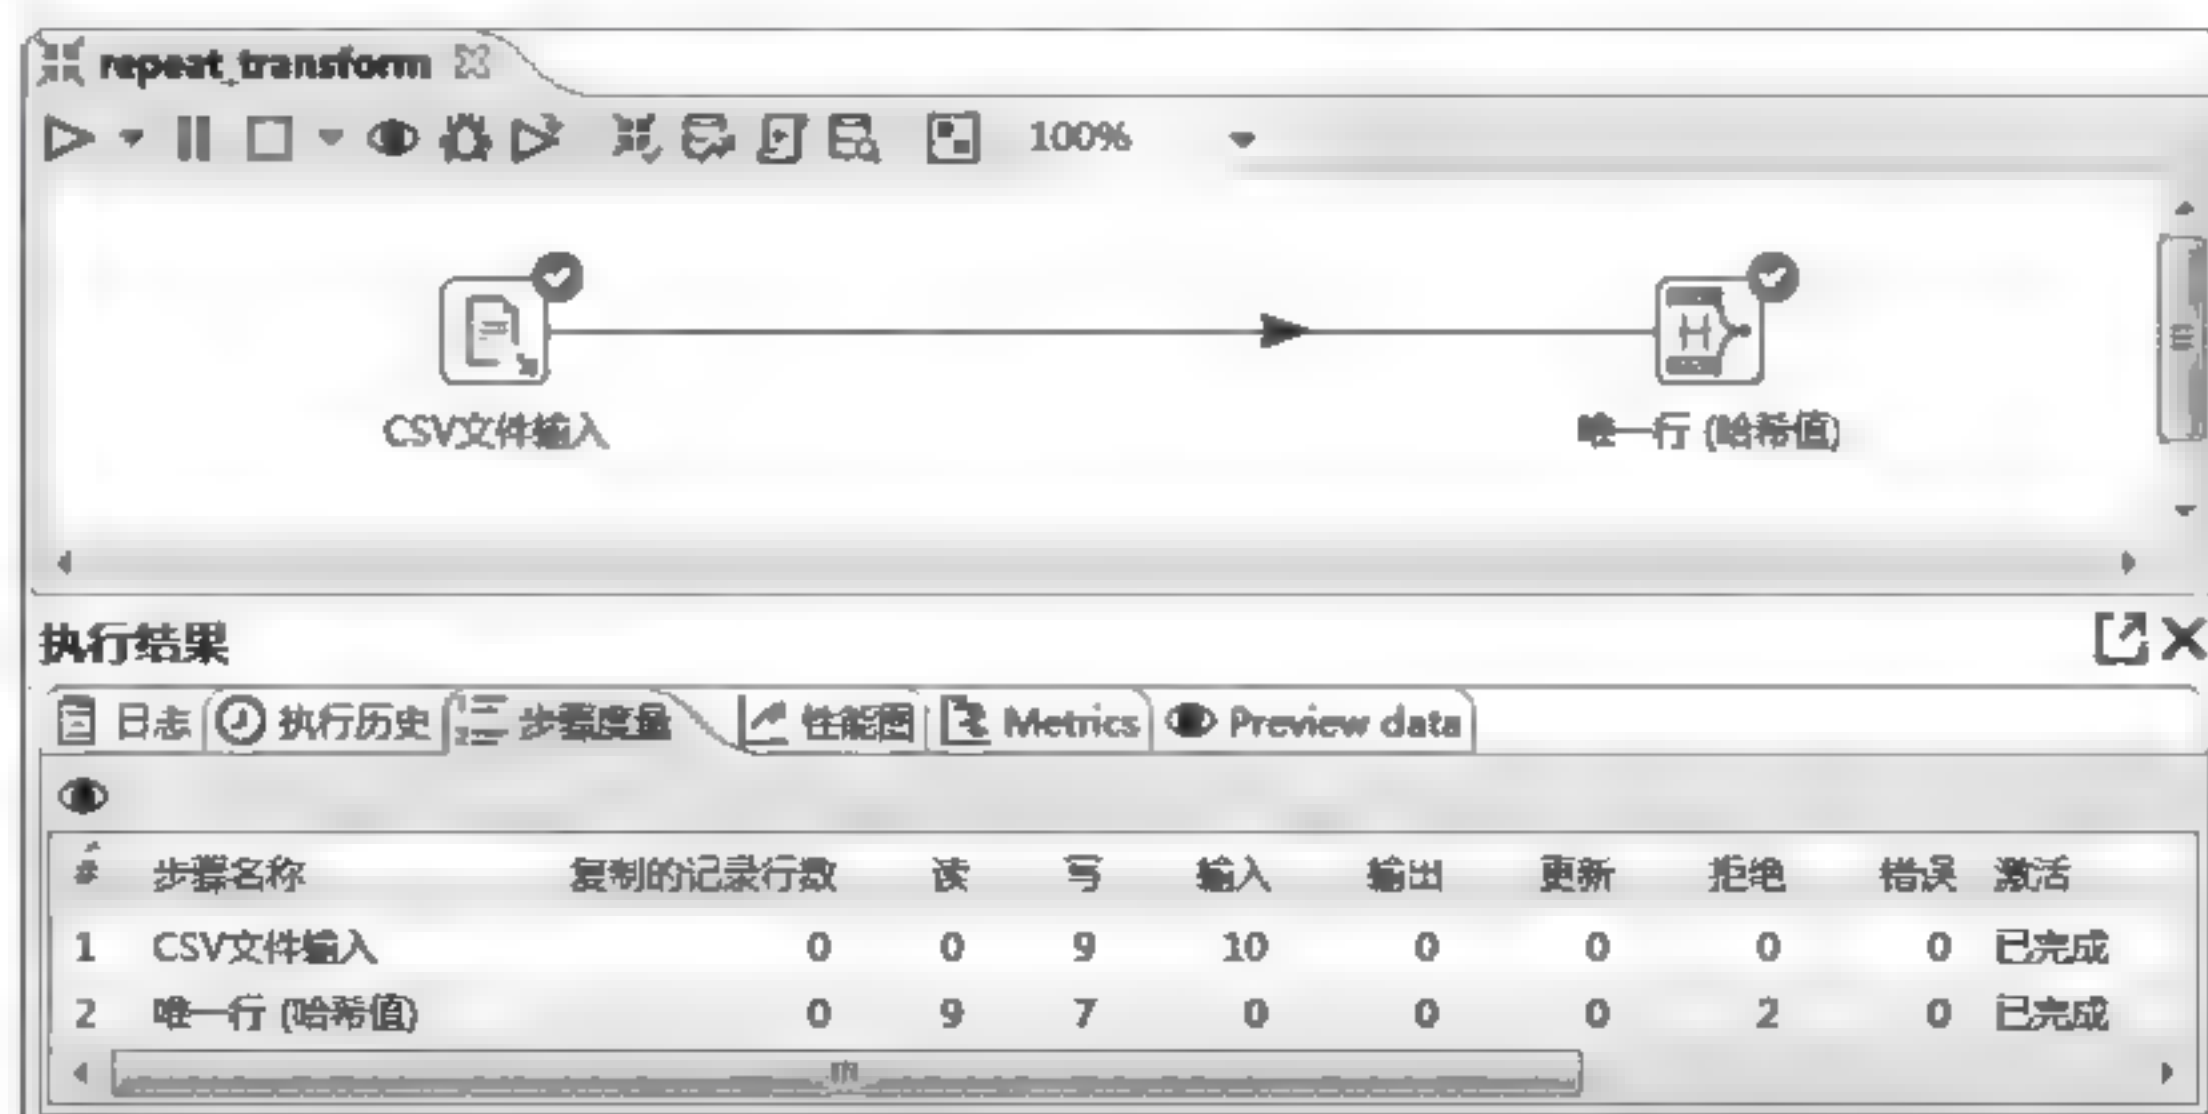 repeat_transform
100%
CSV文件输入 唯一行 (哈希值)
执行结果
日志 执行历史 步骤度量 性能图 Metrics Preview data
# 步骤名称 复制的记录行数 读 写 输入 输出 更新 拒绝 错误 激活
1 CSV文件输入 0 0 9 10 0 0 0 0 已完成
2 唯一行 (哈希值) 0 9 7 0 0 0 2 0 已完成